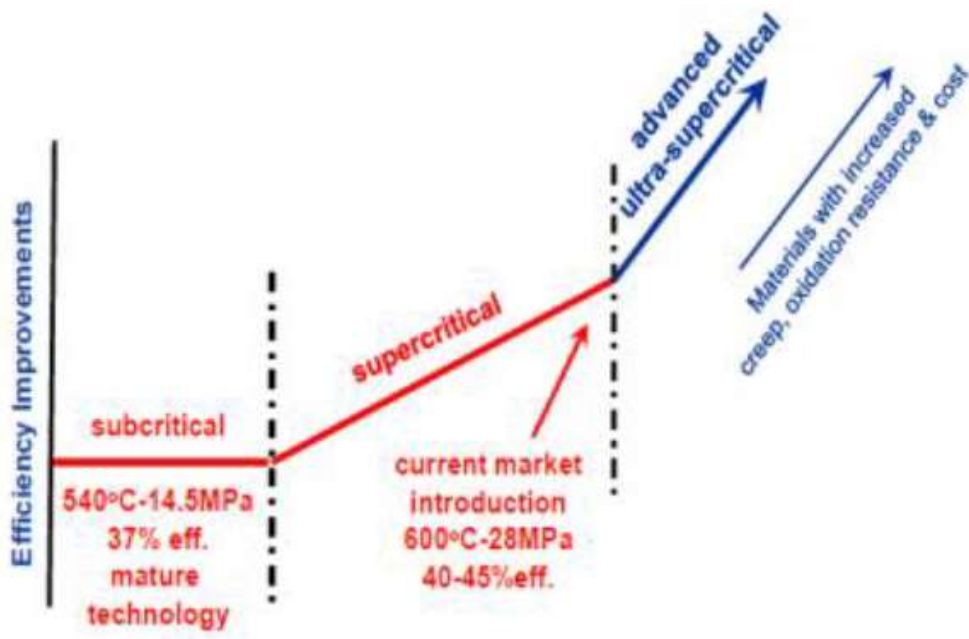 Efficiency Improvements
subcritical
540°C-14.5MPa
37% eff.
mature
technology
supercritical
current market
introduction
600°C-28MPa
40-45%eff.
advanced
ultra-supercritical
Materials with increased
creep, oxidation resistance & cost